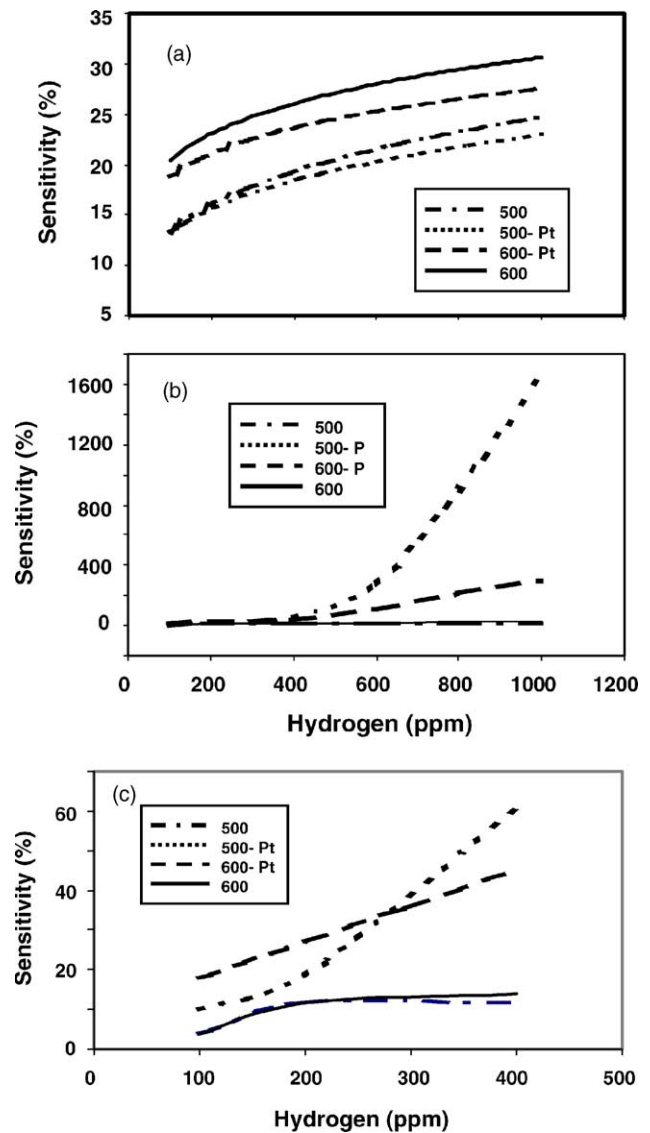 35
30
25
20
15
10
5
Sensitivity (%)
(a)
500
500- Pt
600- Pt
600
1600
1200
800
400
0
Sensitivity (%)
(b)
500
500- P
600- P
600
0 200 400 600 800 1000 1200
Hydrogen (ppm)
60
40
20
0
Sensitivity (%)
(c)
500
500- Pt
600- Pt
600
0 100 200 300 400 500
Hydrogen (ppm)